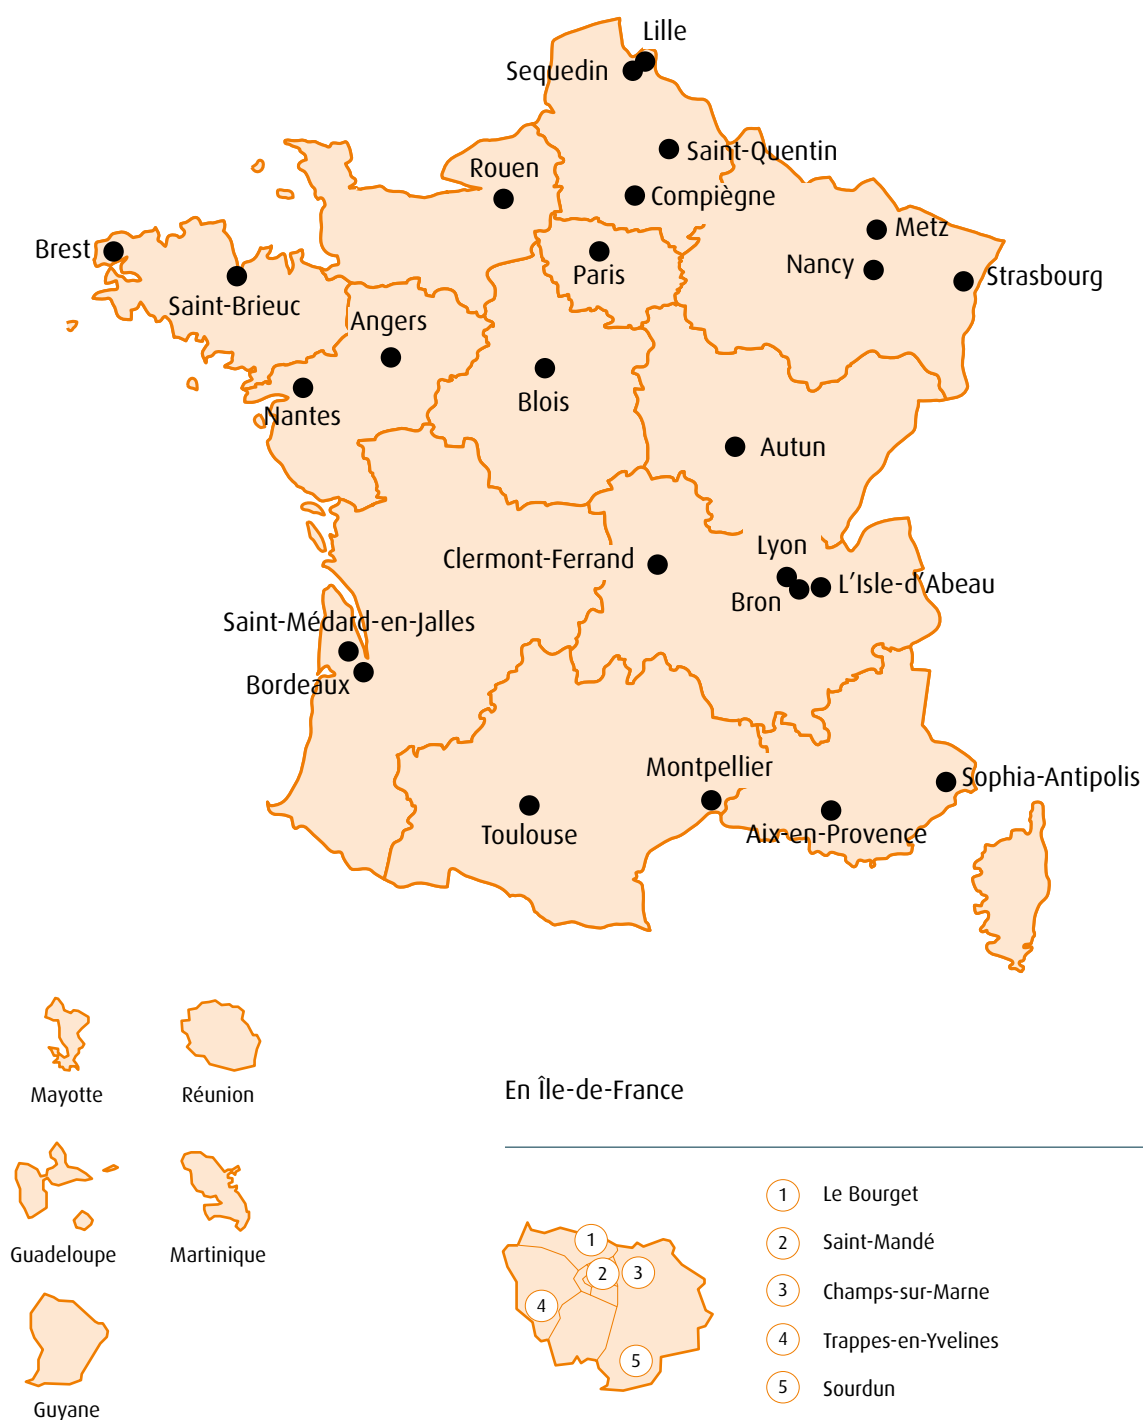 Lille
Sequedin
Saint-Quentin
Rouen
Compiègne
Metz
Brest
Nancy
Paris
Strasbourg
Saint-Brieuc
Angers
Blois
Nantes
Autun
Lyon
Clermont-Ferrand
L'Isle-d'Abeau
Bron
Saint-Médard-en-Jalles
Bordeaux
Montpellier
Sophia-Antipolis
Toulouse
Aix-en-Provence
Mayotte
Réunion
En Île-de-France
Guadeloupe
Martinique
Guyane
1
2
3
4
5
1 Le Bourget
2 Saint-Mandé
3 Champs-sur-Marne
4 Trappes-en-Yvelines
5 Sourdun